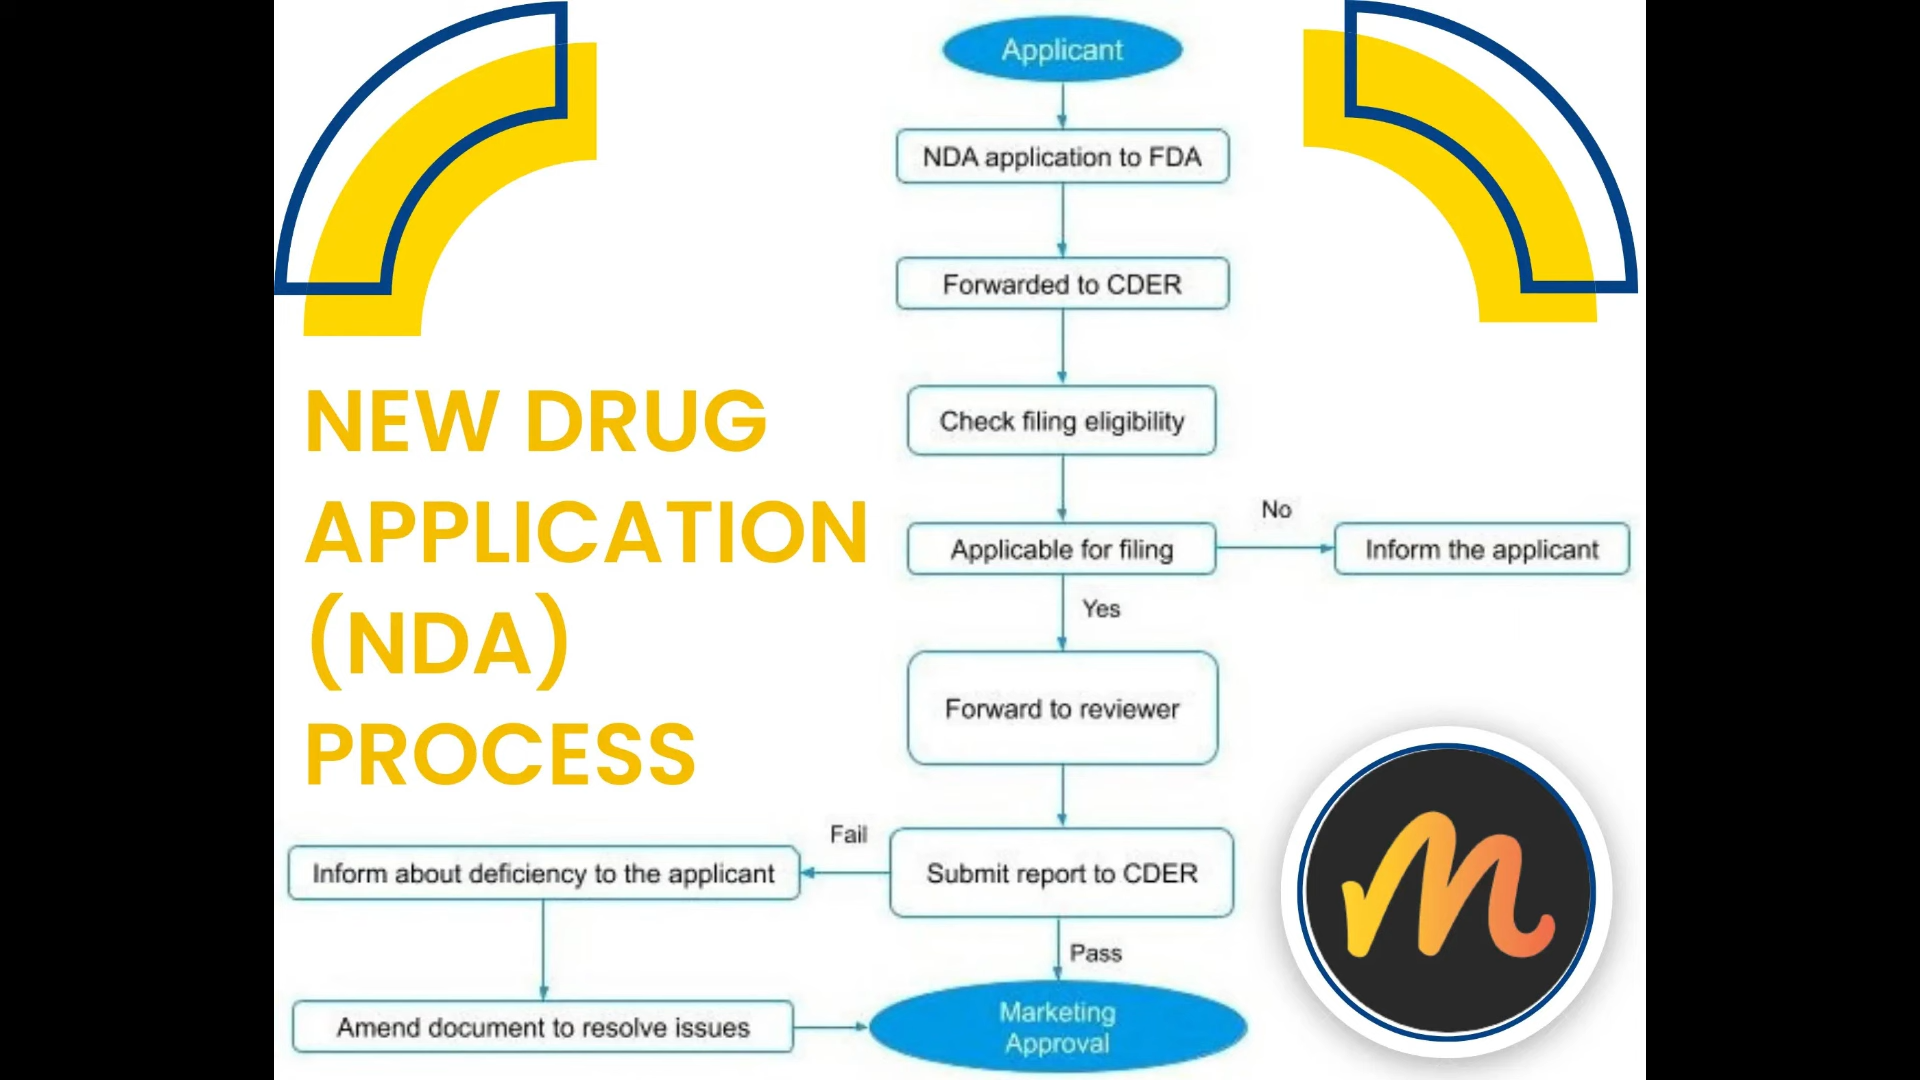 Applicant
NDA application to FDA
Forwarded to CDER
Check filing eligibility
Applicable for filing
No
Inform the applicant
Yes
Forward to reviewer
NEW DRUG
APPLICATION
(NDA)
PROCESS
Submit report to CDER
Fail
Inform about deficiency to the applicant
Amend document to resolve issues
Pass
Marketing
Approval